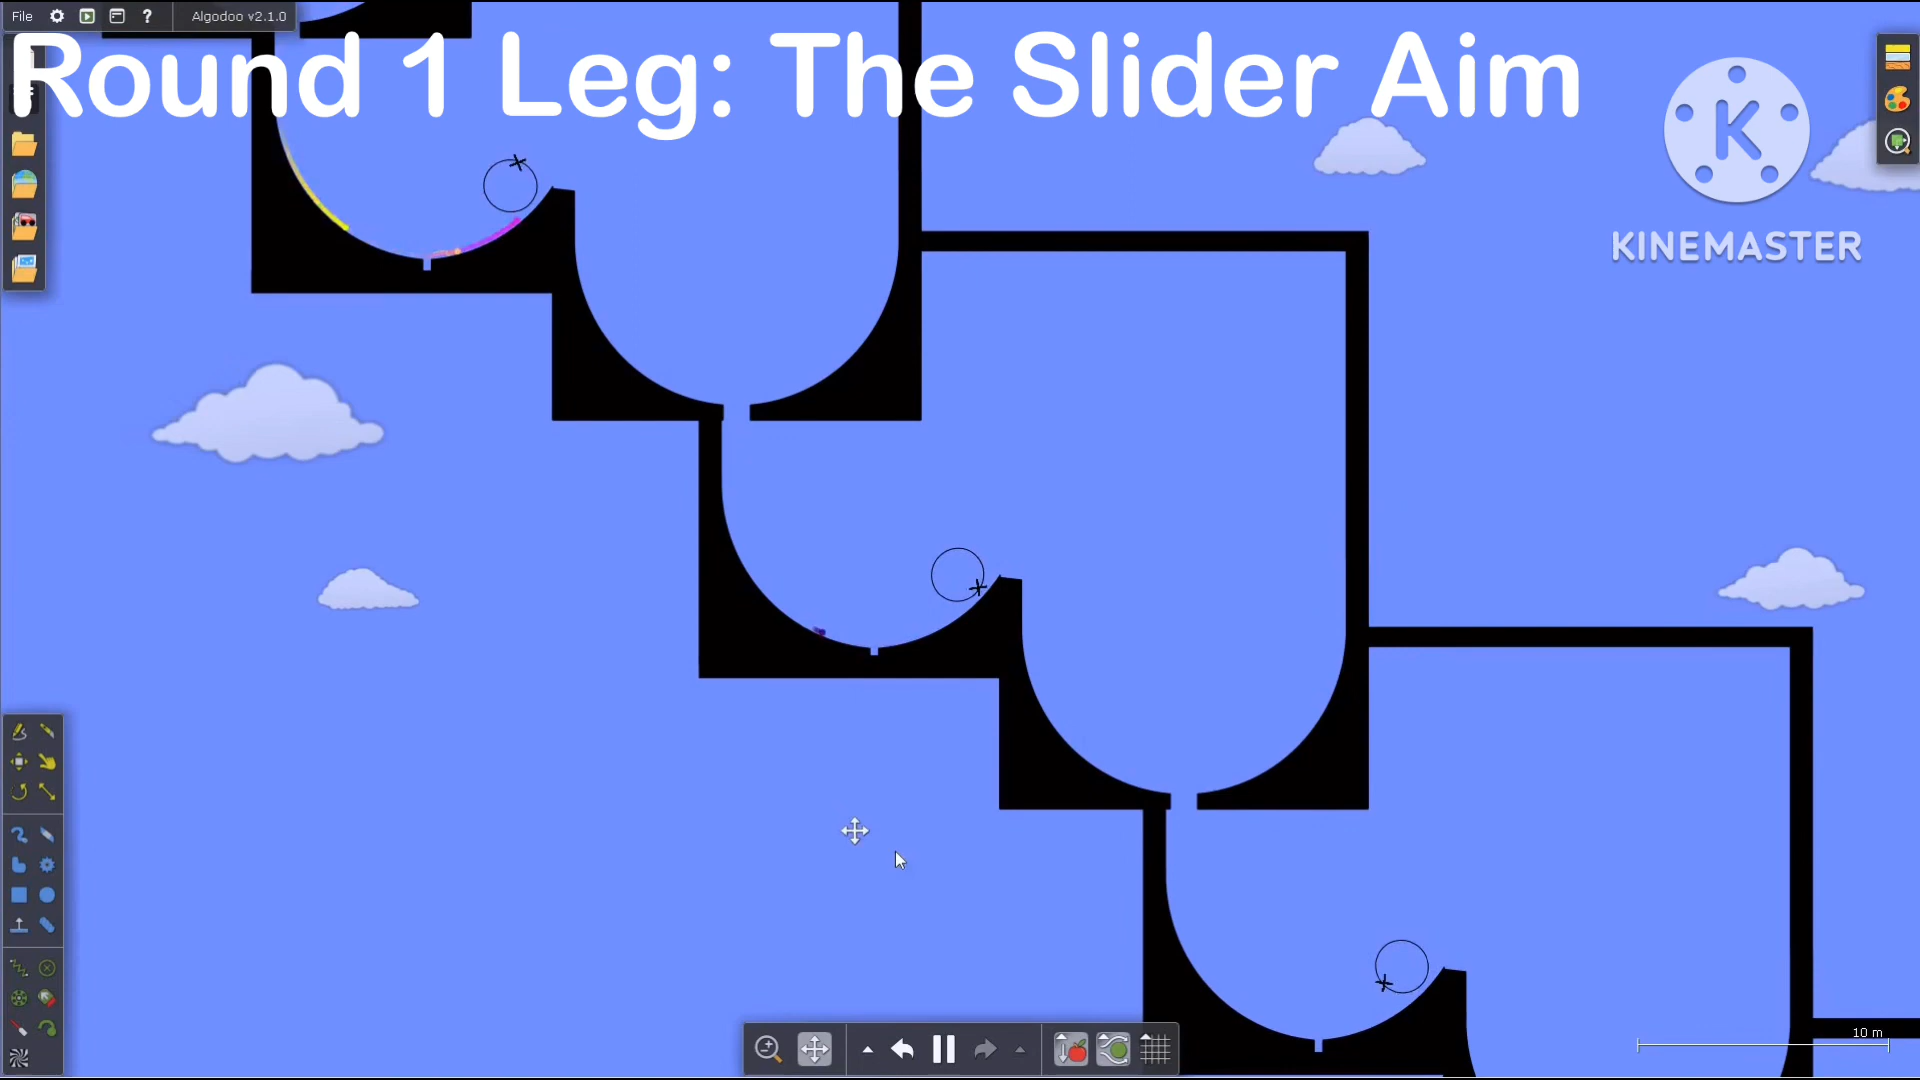 File ? Algodoo v2.1.0
Round 1 Leg: The Slider Aim
K
KINEMASTER
10 m